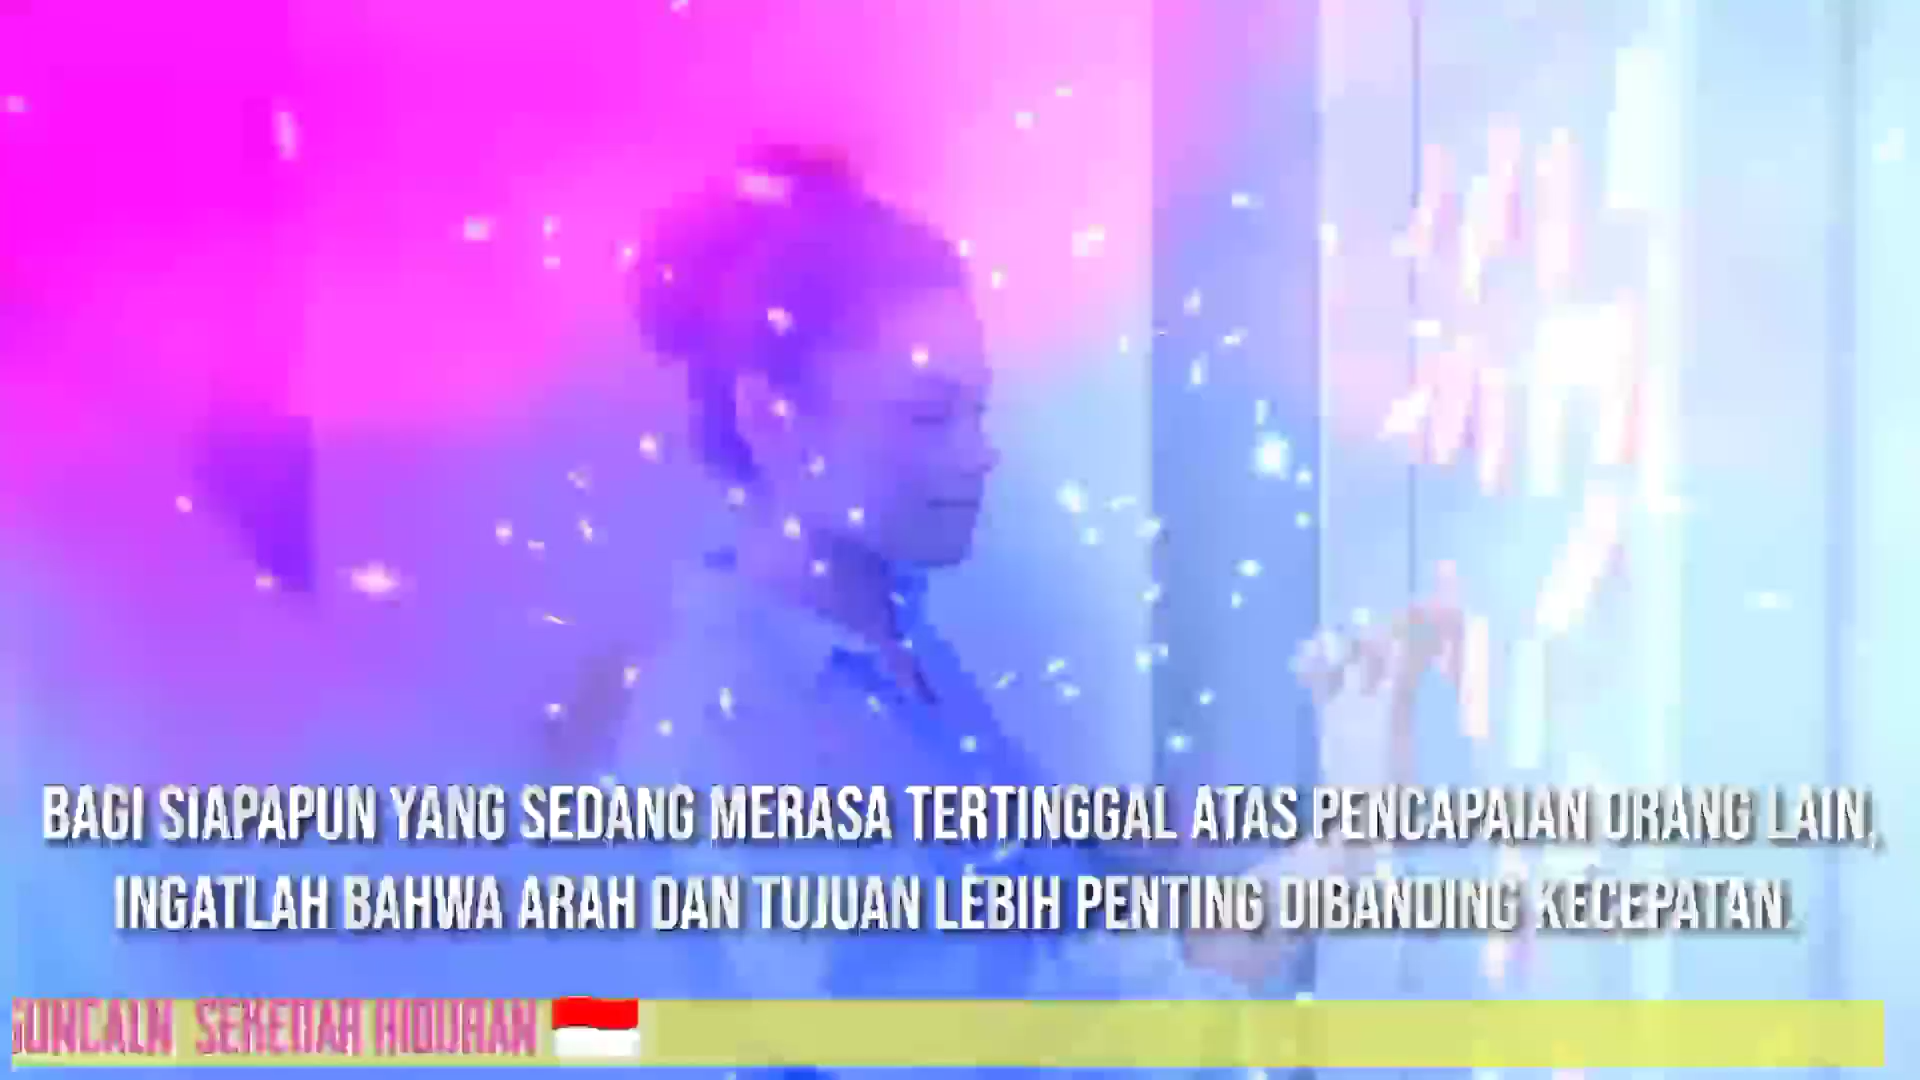 BAGI SIAPAPUN YANG SEDANG MERASA TERTINGGAL ATAS PENCAPAIAN ORANG LAIN,
INGATLAH BAHWA ARAH DAN TUJUAN LEBIH PENTING DIBANDING KECEPATAN.
SEKEDAR HIBURAN